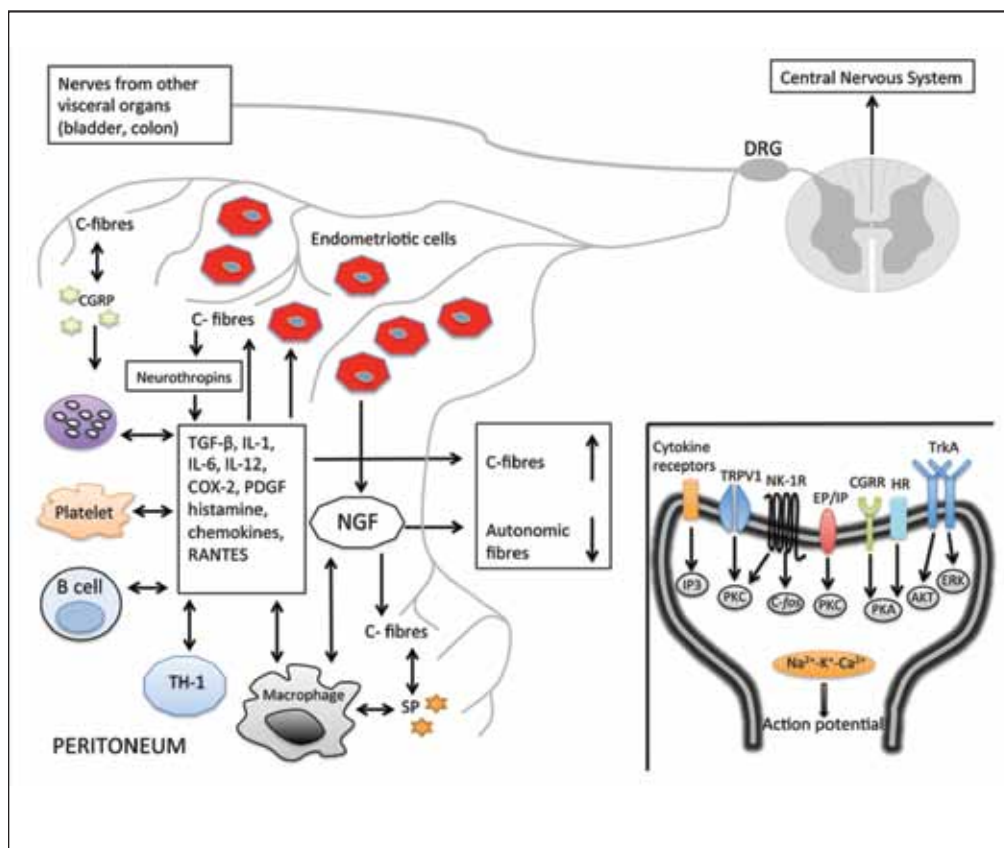 Nerves from other
visceral organs
(bladder, colon)
Central Nervous System
DRG
C-fibres
Endometriotic cells
CGRP
C- fibres
Neurothropins
TGF-β, IL-1,
IL-6, IL-12,
COX-2, PDGF
histamine,
chemokines,
RANTES
Platelet
B cell
TH-1
Macrophage
NGF
C-fibres
Autonomic
fibres
C- fibres
SP
PERITONEUM
Cytokine
receptors
TRPV1
NK-1R
EP/IP
CGRR
HR
TrkA
IP3
PKC
C-fos
PKC
PKA
AKT
ERK
Na²⁺-K⁺-Ca²⁺
Action potential